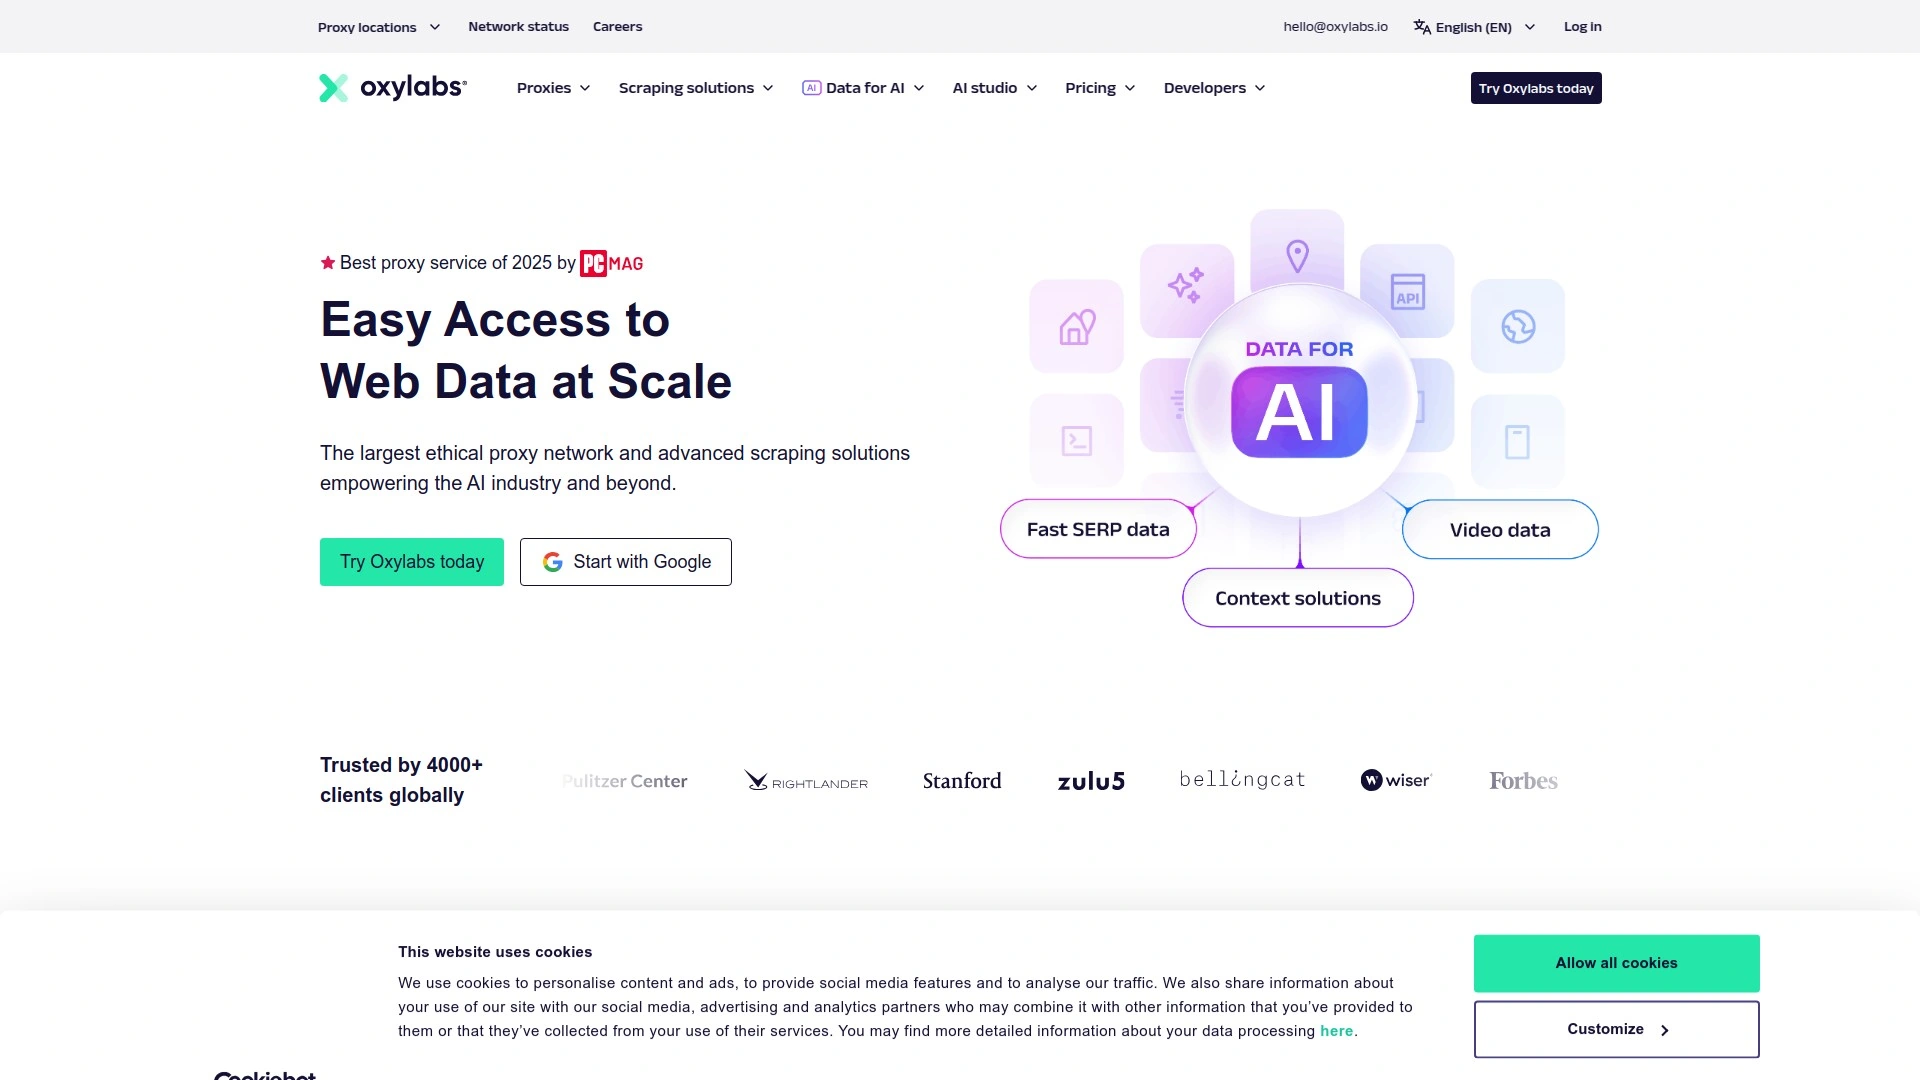 Proxy locations
Network status
Careers
hello@oxylabs.io
English (EN)
Log in
oxylabs®
Proxies
Scraping solutions
AI Data for AI
AI studio
Pricing
Developers
Try Oxylabs today
Best proxy service of 2025 by PC MAG
Easy Access to
Web Data at Scale
The largest ethical proxy network and advanced scraping solutions
empowering the AI industry and beyond.
Try Oxylabs today
Start with Google
API
DATA FOR
AI
Fast SERP data
Video data
Context solutions
Trusted by 4000+
clients globally
Pulitzer Center
RIGHTLANDER
Stanford
zulu5
bellingcat
W wiser
Forbes
This website uses cookies
We use cookies to personalise content and ads, to provide social media features and to analyse our traffic. We also share information about
your use of our site with our social media, advertising and analytics partners who may combine it with other information that you’ve provided to
them or that they’ve collected from your use of their services. You may find more detailed information about your data processing here.
Allow all cookies
Customize
Cookiebot